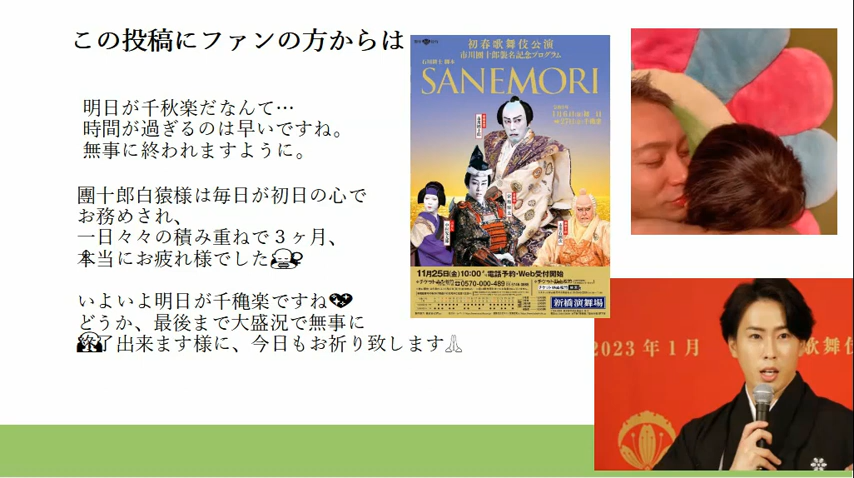 この投稿にファンの方からは
明日が千秋楽だなんて…
時間が過ぎるのは早いですね。
無事に終われますように。
團十郎白猿様は毎日が初日の心で
お務めされ、
一日々々の積み重ねで３ヶ月、
本当にお疲れ様でした
いよいよ明日が千穐楽ですね
どうか、最後まで大盛況で無事に
終了出来ます様に、今日もお祈り致します🙏
初春歌舞伎公演
市川團十郎襲名記念プログラム
SANEMORI
11月25日(金)10:00〜電話予約・Web受付開始
0570-000-489
新橋演舞場
2023年1月
歌舞伎